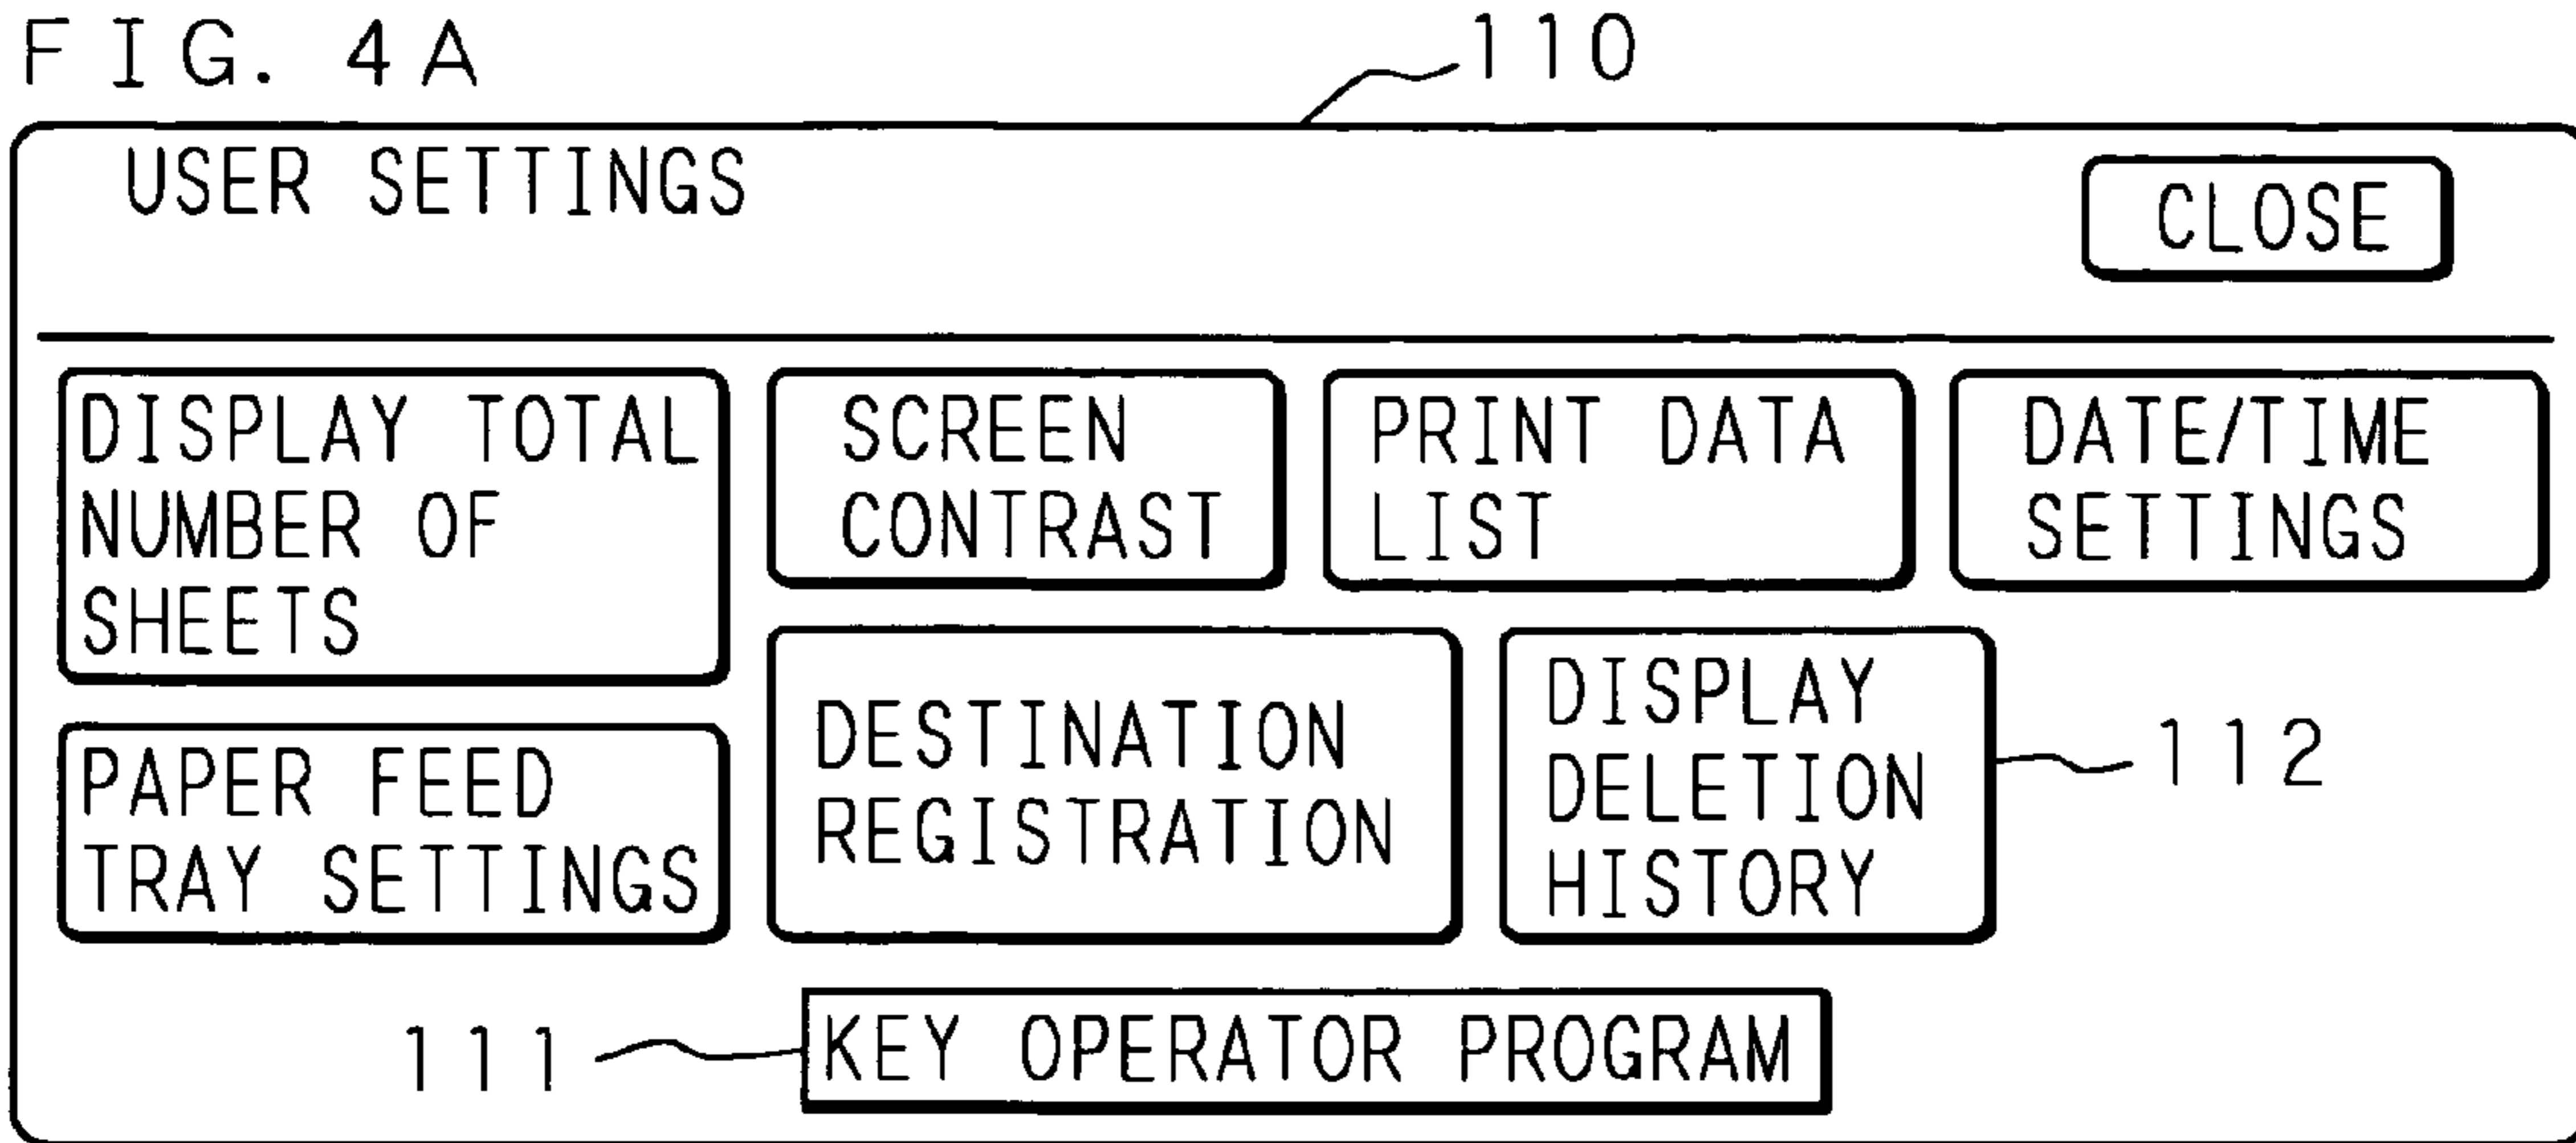 FIG. 4A
110
USER SETTINGS
CLOSE
DISPLAY TOTAL
NUMBER OF
SHEETS
SCREEN
CONTRAST
PRINT DATA
LIST
DATE/TIME
SETTINGS
PAPER FEED
TRAY SETTINGS
DESTINATION
REGISTRATION
DISPLAY
DELETION
HISTORY
112
111
KEY OPERATOR PROGRAM